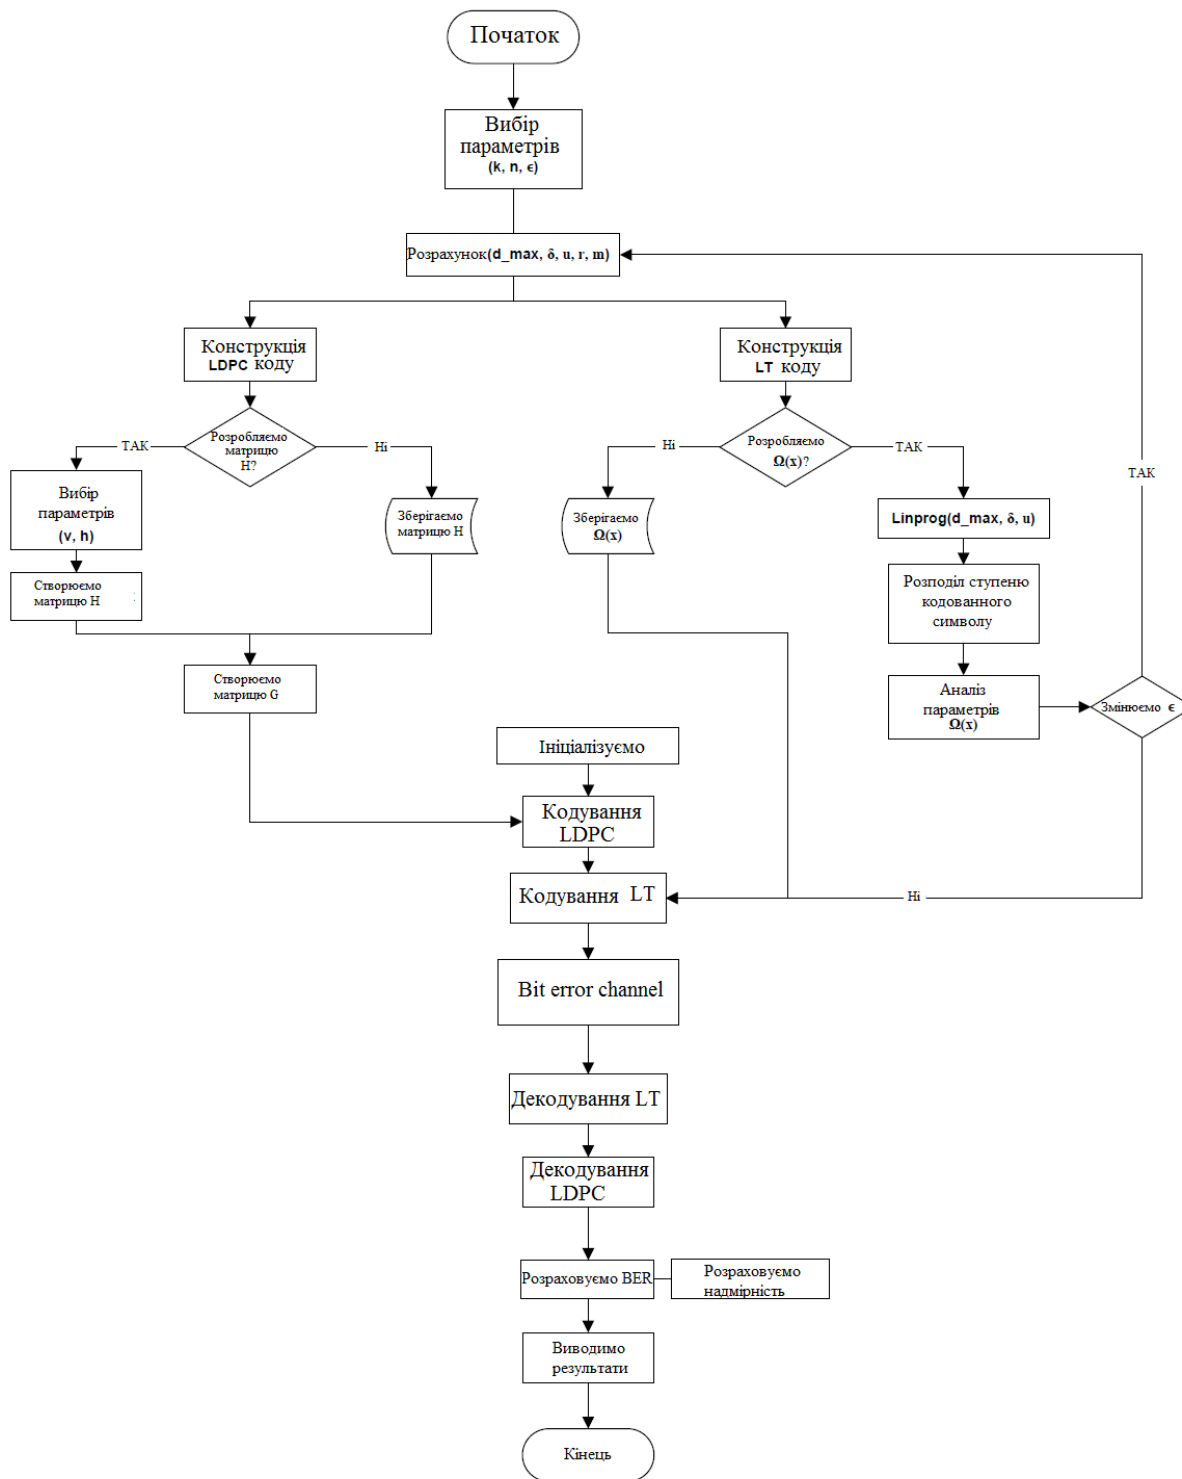 Початок
Вибір
параметрів
(k, n, ϵ)
Розрахунок(d_max, δ, u, r, m)
Конструкція
LDPC коду
Конструкція
LT коду
ТАК
Розробляємо
матрицю
H?
Ні
Ні
Розробляємо
Ω(x)?
ТАК
ТАК
Вибір
параметрів
(v, h)
Зберігаємо
матрицю H
Зберігаємо
Ω(x)
Linprog(d_max, δ, u)
Створюємо
матрицю H
Розподіл ступеню
кодованного
символу
Створюємо
матрицю G
Аналіз
параметрів
Ω(x)
Змінюємо ϵ
Ініціалізуємо
Кодування
LDPC
Кодування LT
Ні
Bit error channel
Декодування LT
Декодування
LDPC
Розраховуємо BER
Розраховуємо
надмірність
Виводимо
результати
Кінець